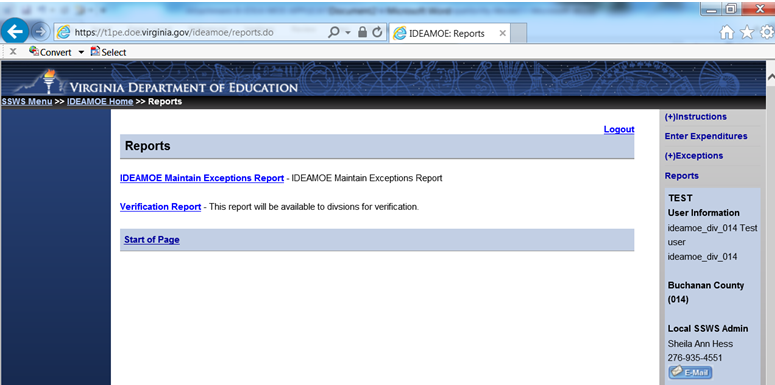 https://t1pe.doe.virginia.gov/ideamoe/reports.do
IDEAMOE: Reports
x Convert Select
VIRGINIA DEPARTMENT OF EDUCATION
SSWS Menu >> IDEAMOE Home >> Reports
Logout
Reports
IDEAMOE Maintain Exceptions Report - IDEAMOE Maintain Exceptions Report
Verification Report - This report will be available to divsions for verification.
Start of Page
(+)Instructions
Enter Expenditures
(+)Exceptions
Reports
TEST
User Information
ideamoe_div_014 Test
user
ideamoe_div_014
Buchanan County
(014)
Local SSWS Admin
Sheila Ann Hess
276-935-4551
E-Mail